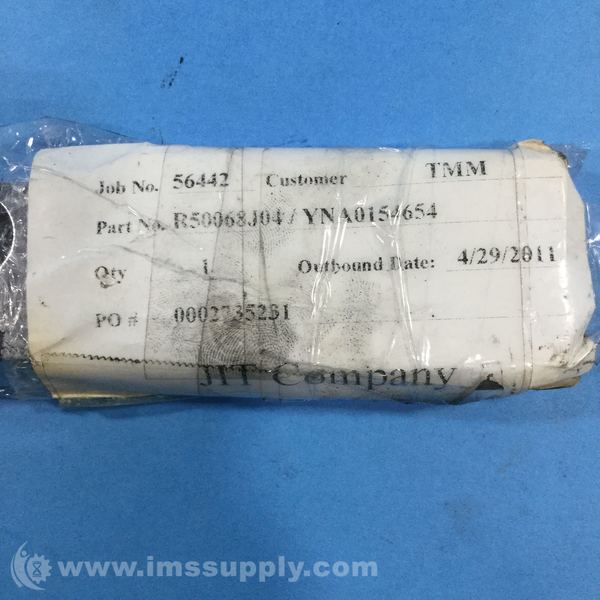 Job No. 56442 Customer TMM
Part No. R50068J04 / YNA0154654
Qty 1 Outbound Date: 4/29/2011
PO # 0002735231
JIT Company
www.imssupply.com